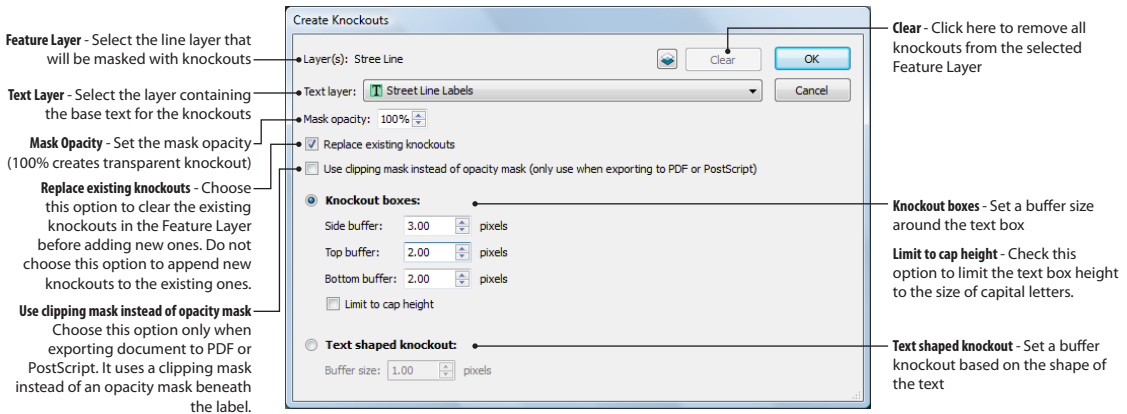 Create Knockouts
Feature Layer - Select the line layer that
will be masked with knockouts
Text Layer - Select the layer containing
the base text for the knockouts
Mask Opacity - Set the mask opacity
(100% creates transparent knockout)
Replace existing knockouts - Choose
this option to clear the existing
knockouts in the Feature Layer
before adding new ones. Do not
choose this option to append new
knockouts to the existing ones.
Use clipping mask instead of opacity mask
Choose this option only when
exporting document to PDF or
PostScript. It uses a clipping mask
instead of an opacity mask beneath
the label.
Layer(s): Stree Line
Clear
OK
Text layer: T Street Line Labels
Cancel
Mask opacity: 100%
Replace existing knockouts
Use clipping mask instead of opacity mask (only use when exporting to PDF or PostScript)
Knockout boxes:
Side buffer: 3.00 pixels
Top buffer: 2.00 pixels
Bottom buffer: 2.00 pixels
Limit to cap height
Text shaped knockout:
Buffer size: 1.00 pixels
Clear - Click here to remove all
knockouts from the selected
Feature Layer
Knockout boxes - Set a buffer size
around the text box
Limit to cap height - Check this
option to limit the text box height
to the size of capital letters.
Text shaped knockout - Set a buffer
knockout based on the shape of
the text